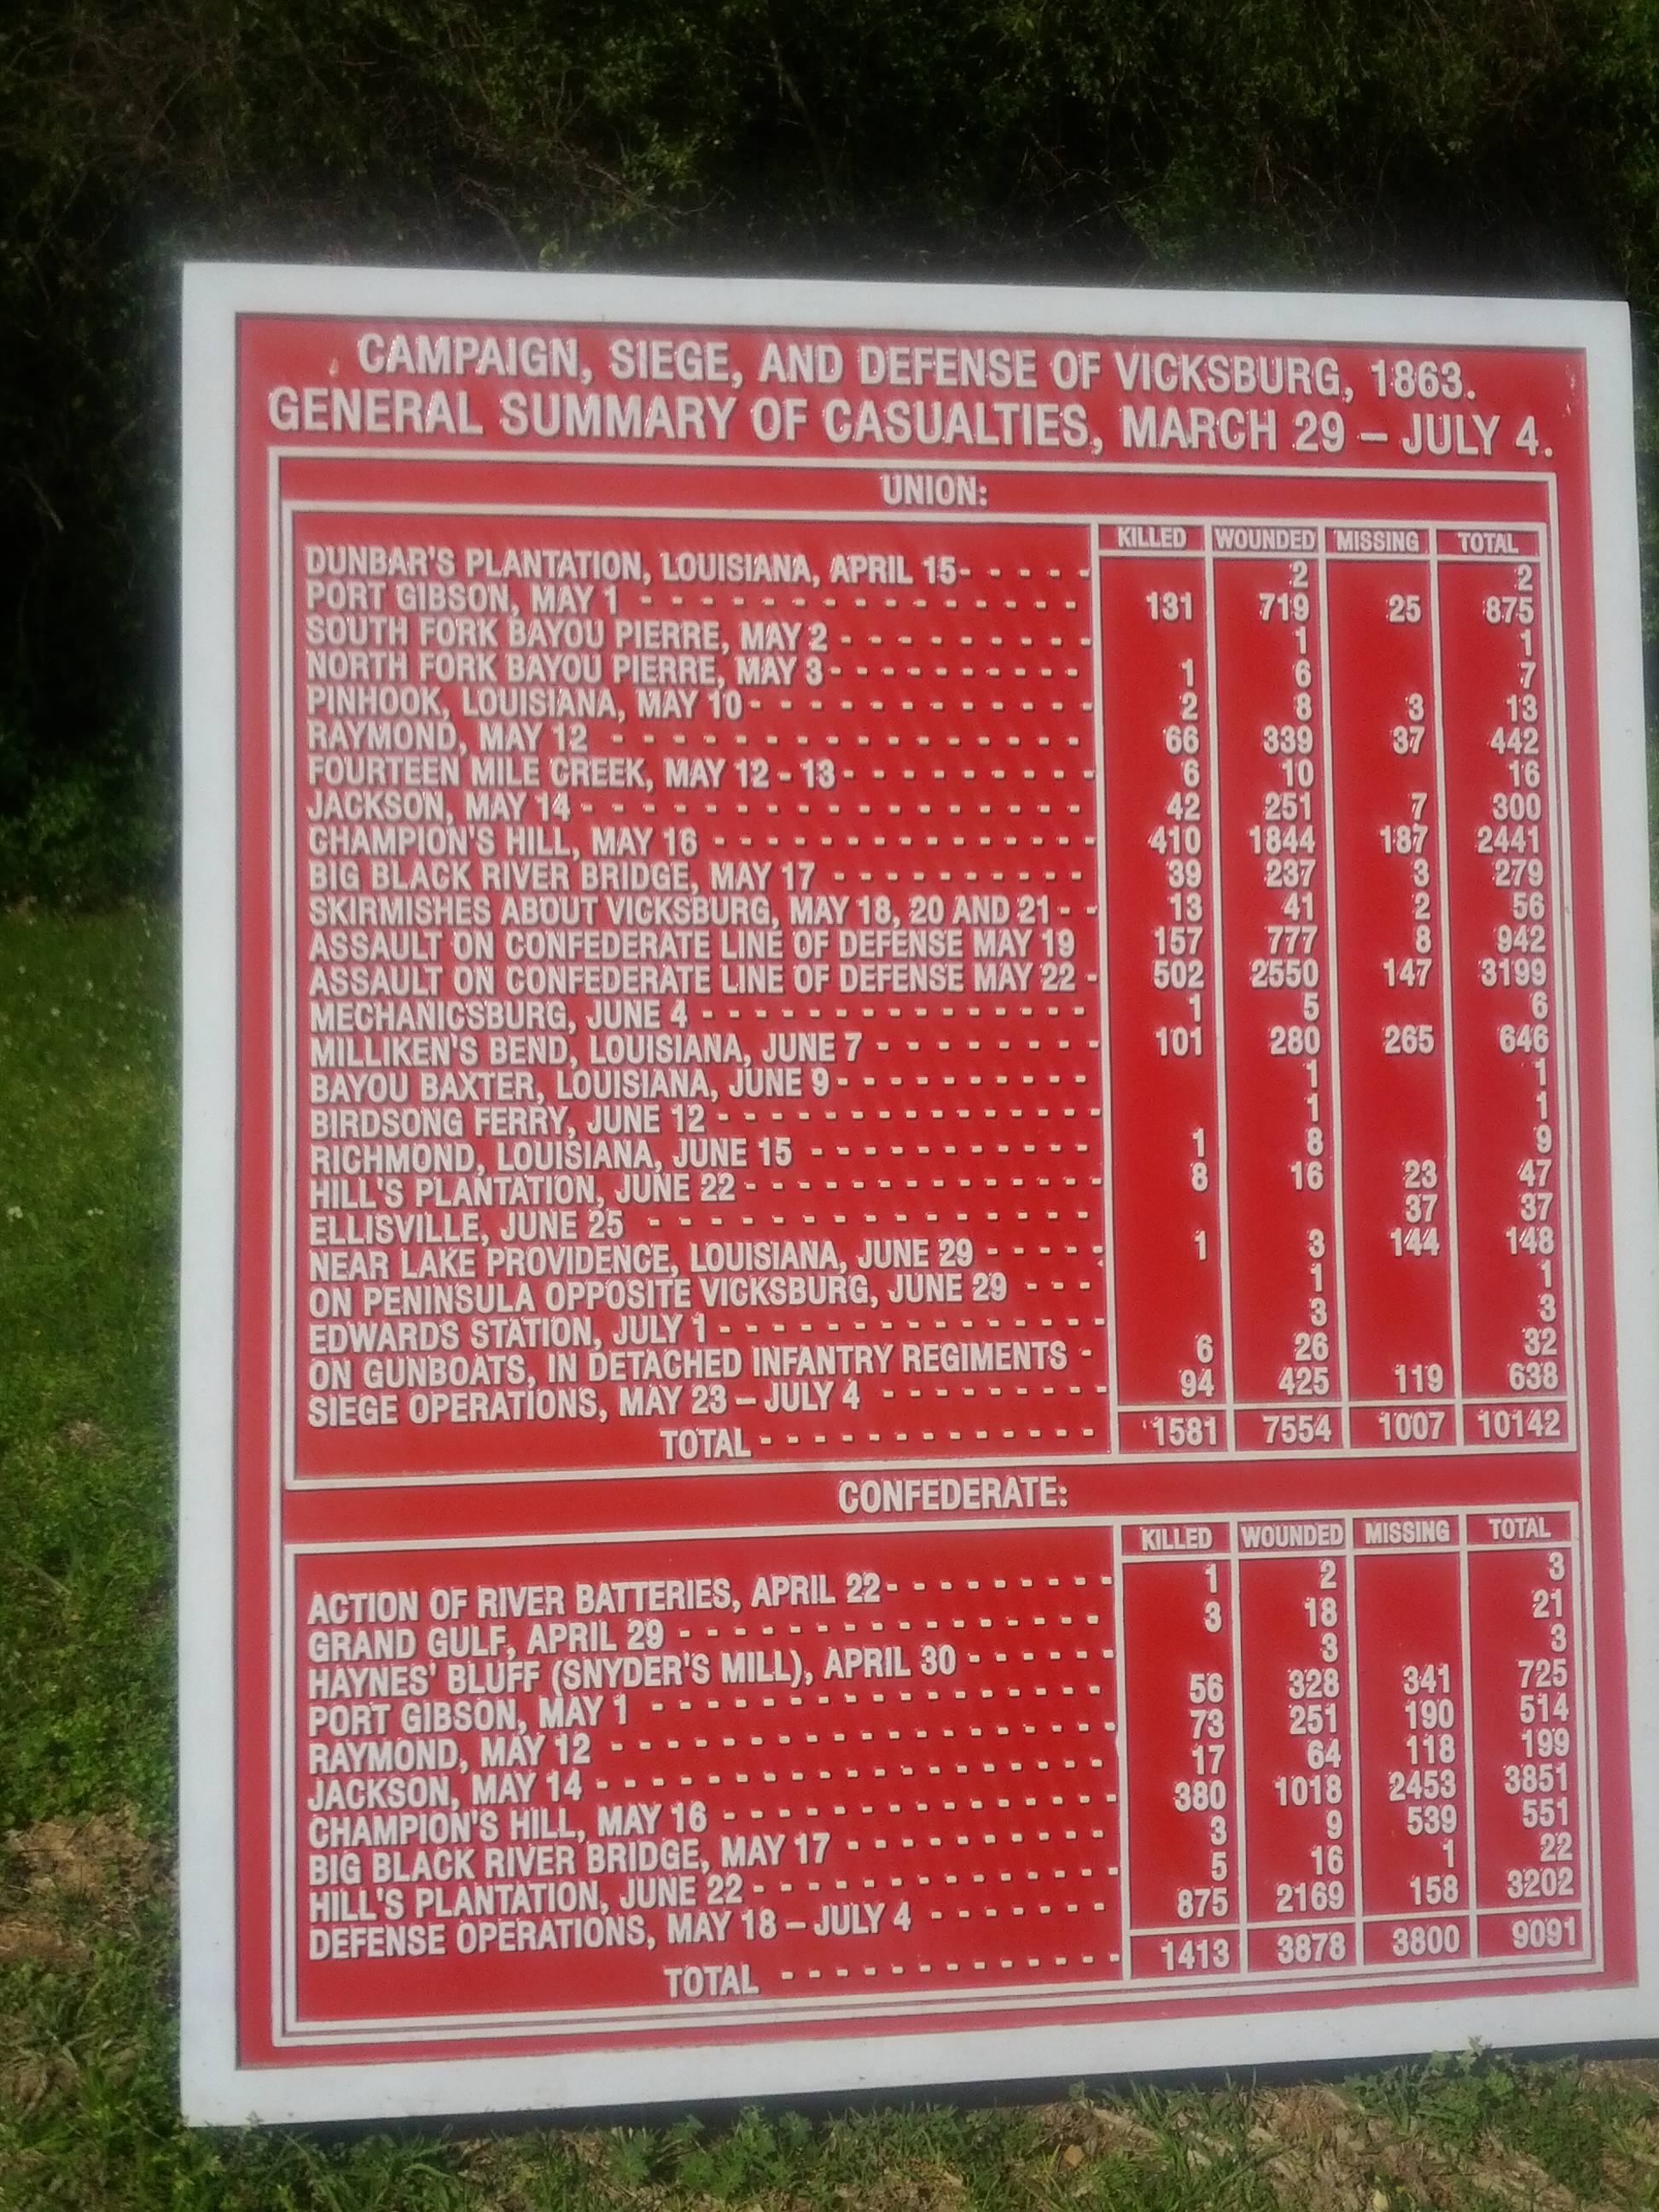 CAMPAIGN, SIEGE, AND DEFENSE OF VICKSBURG, 1863.
GENERAL SUMMARY OF CASUALTIES, MARCH 29 – JULY 4.
UNION:
KILLED WOUNDED MISSING TOTAL
DUNBAR'S PLANTATION, LOUISIANA, APRIL 15 - - - - - 2 2
PORT GIBSON, MAY 1 - - - - - - - - - - - - - - - 131 719 25 875
SOUTH FORK BAYOU PIERRE, MAY 2 - - - - - - - - - 1 1
NORTH FORK BAYOU PIERRE, MAY 3 - - - - - - - - - 1 6 7
PINHOOK, LOUISIANA, MAY 10 - - - - - - - - - - - - 2 8 3 13
RAYMOND, MAY 12 - - - - - - - - - - - - - - - - 66 339 37 442
FOURTEEN MILE CREEK, MAY 12 - 13 - - - - - - - - - 6 10 16
JACKSON, MAY 14 - - - - - - - - - - - - - - - - - 42 251 7 300
CHAMPION'S HILL, MAY 16 - - - - - - - - - - - - - 410 1844 187 2441
BIG BLACK RIVER BRIDGE, MAY 17 - - - - - - - - - 39 237 3 279
SKIRMISHES ABOUT VICKSBURG, MAY 18, 20 AND 21 - - 13 41 2 56
ASSAULT ON CONFEDERATE LINE OF DEFENSE MAY 19 157 777 8 942
ASSAULT ON CONFEDERATE LINE OF DEFENSE MAY 22 - 502 2550 147 3199
MECHANICSBURG, JUNE 4 - - - - - - - - - - - - - - 1 5 6
MILLIKEN'S BEND, LOUISIANA, JUNE 7 - - - - - - - - 101 280 265 646
BAYOU BAXTER, LOUISIANA, JUNE 9 - - - - - - - - - 1 1
BIRDSONG FERRY, JUNE 12 - - - - - - - - - - - - - - 1 1
RICHMOND, LOUISIANA, JUNE 15 - - - - - - - - - - 1 8 9
HILL'S PLANTATION, JUNE 22 - - - - - - - - - - - - - 8 16 23 47
ELLISVILLE, JUNE 25 - - - - - - - - - - - - - - - 37 37
NEAR LAKE PROVIDENCE, LOUISIANA, JUNE 29 - - - - - 1 3 144 148
ON PENINSULA OPPOSITE VICKSBURG, JUNE 29 - - - 1 1
EDWARDS STATION, JULY 1 - - - - - - - - - - - - - - 3 3
ON GUNBOATS, IN DETACHED INFANTRY REGIMENTS - 6 26 32
SIEGE OPERATIONS, MAY 23 – JULY 4 - - - - - - - - 94 425 119 638
TOTAL - - - - - - - - - - - - 1581 7554 1007 10142
CONFEDERATE:
KILLED WOUNDED MISSING TOTAL
ACTION OF RIVER BATTERIES, APRIL 22 - - - - - - - - - 1 2 3
GRAND GULF, APRIL 29 - - - - - - - - - - - - - - - 3 18 21
HAYNES' BLUFF (SNYDER'S MILL), APRIL 30 - - - - - - 3 3
PORT GIBSON, MAY 1 - - - - - - - - - - - - - - - - 56 328 341 725
RAYMOND, MAY 12 - - - - - - - - - - - - - - - - - - 73 251 190 514
JACKSON, MAY 14 - - - - - - - - - - - - - - - - - - 17 64 118 199
CHAMPION'S HILL, MAY 16 - - - - - - - - - - - - - - 380 1018 2453 3851
BIG BLACK RIVER BRIDGE, MAY 17 - - - - - - - - - - 3 9 539 551
HILL'S PLANTATION, JUNE 22 - - - - - - - - - - - - - - 5 16 1 22
DEFENSE OPERATIONS, MAY 18 – JULY 4 - - - - - - - 875 2169 158 3202
TOTAL - - - - - - - - - - - - - 1413 3878 3800 9091